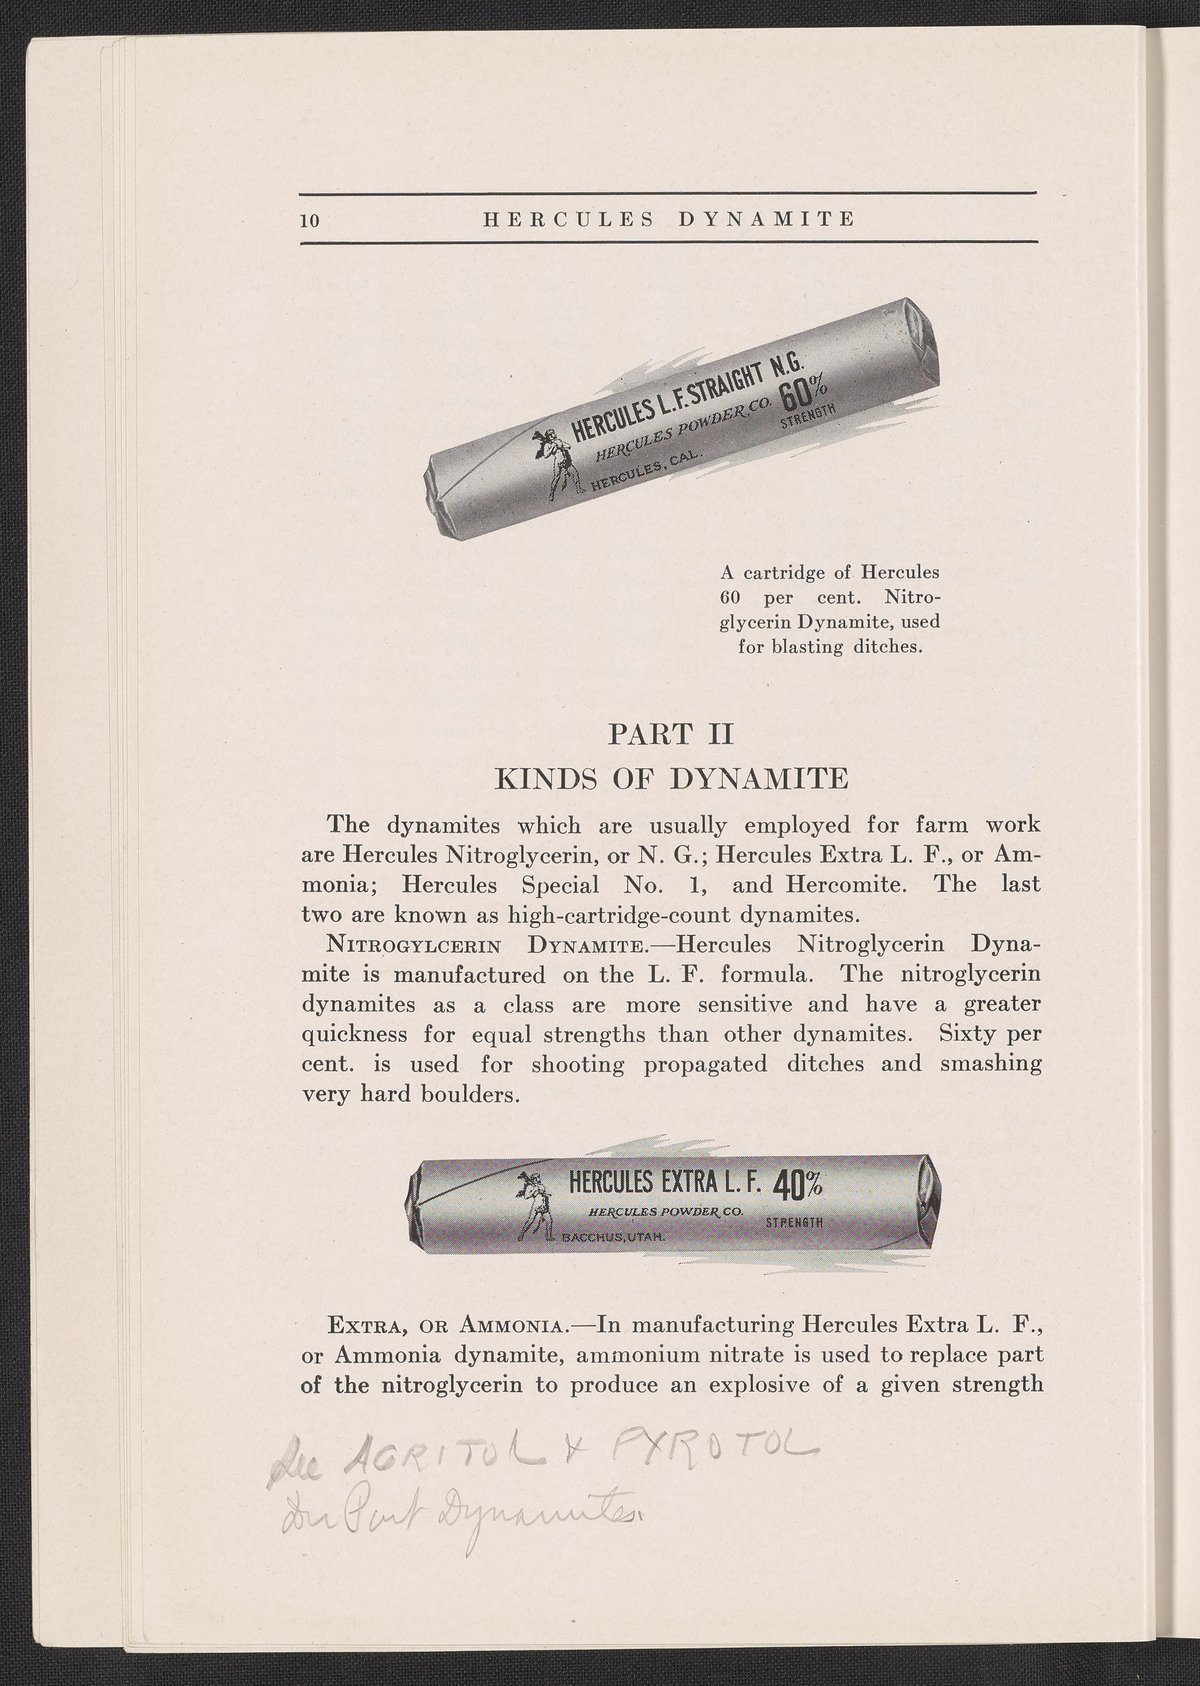 10 HERCULES DYNAMITE
HERCULES L.F. STRAIGHT N.G.
HERCULES POWDER CO. 60%
STRENGTH
HERCULES, CAL.
A cartridge of Hercules
60 per cent. Nitro-
glycerin Dynamite, used
for blasting ditches.
PART II
KINDS OF DYNAMITE
The dynamites which are usually employed for farm work
are Hercules Nitroglycerin, or N. G.; Hercules Extra L. F., or Am-
monia; Hercules Special No. 1, and Hercomite. The last
two are known as high-cartridge-count dynamites.
NITROGYLCERIN DYNAMITE.—Hercules Nitroglycerin Dyna-
mite is manufactured on the L. F. formula. The nitroglycerin
dynamites as a class are more sensitive and have a greater
quickness for equal strengths than other dynamites. Sixty per
cent. is used for shooting propagated ditches and smashing
very hard boulders.
HERCULES EXTRA L. F. 40%
HERCULES POWDER CO.
STRENGTH
BACCHUS, UTAH.
EXTRA, OR AMMONIA.—In manufacturing Hercules Extra L. F.,
or Ammonia dynamite, ammonium nitrate is used to replace part
of the nitroglycerin to produce an explosive of a given strength
See AGRITOL & PYROTOL
Du Pont Dynamites.